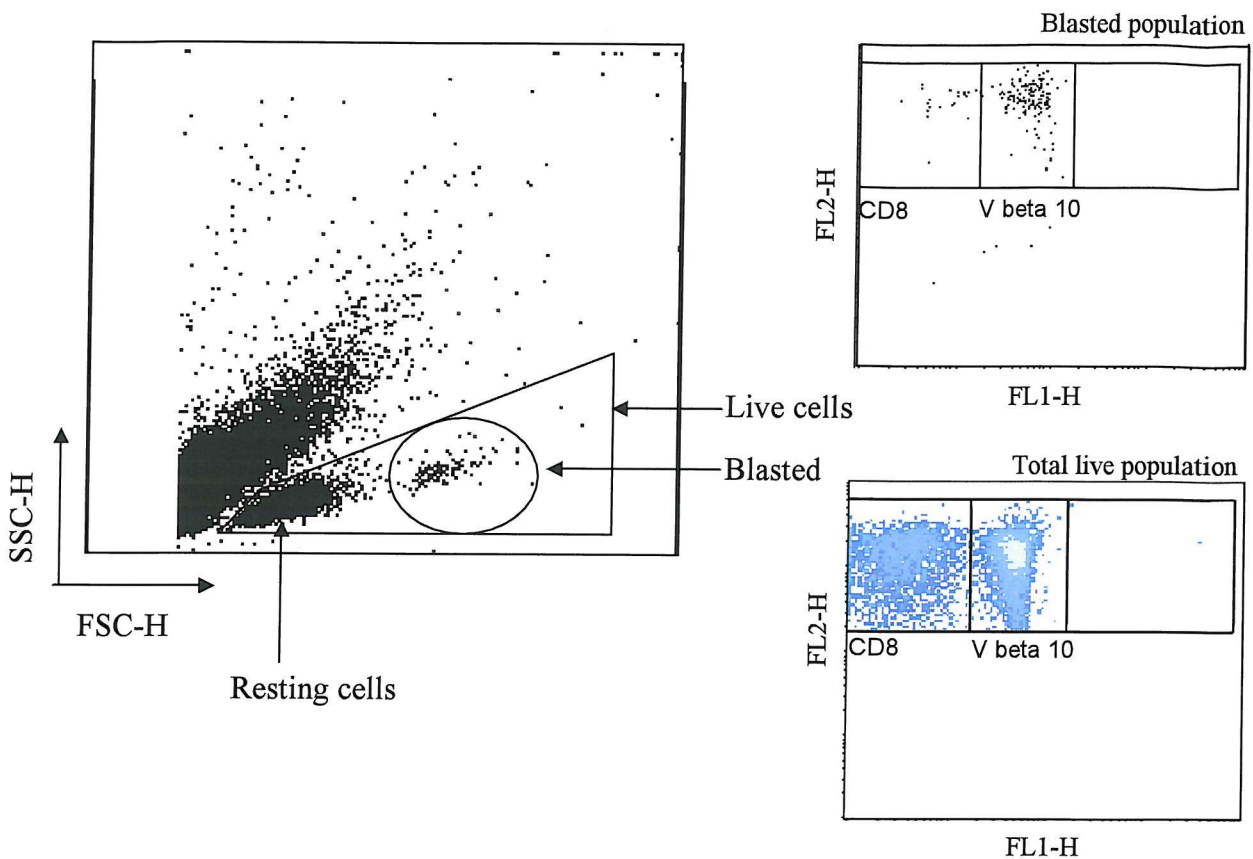 Blasted population
FL2-H
CD8
V beta 10
FL1-H
SSC-H
FSC-H
Live cells
Blasted
Resting cells
Total live population
FL2-H
CD8
V beta 10
FL1-H